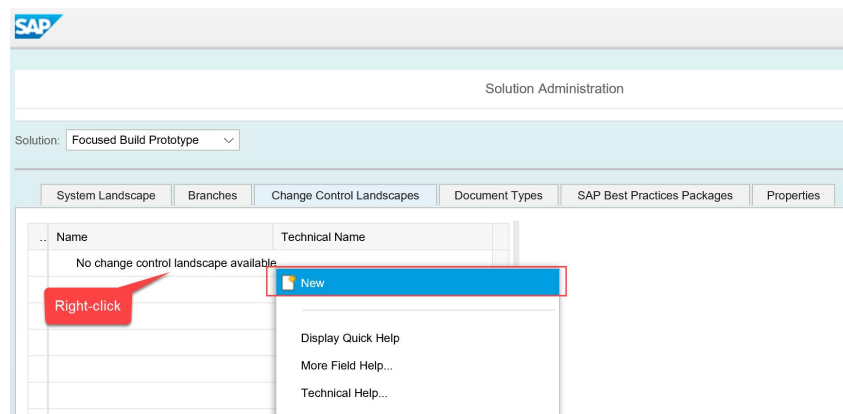 SAP
Solution Administration
Solution: Focused Build Prototype
System Landscape Branches Change Control Landscapes Document Types SAP Best Practices Packages Properties
.. Name Technical Name
No change control landscape available
New
Right-click
Display Quick Help
More Field Help...
Technical Help...